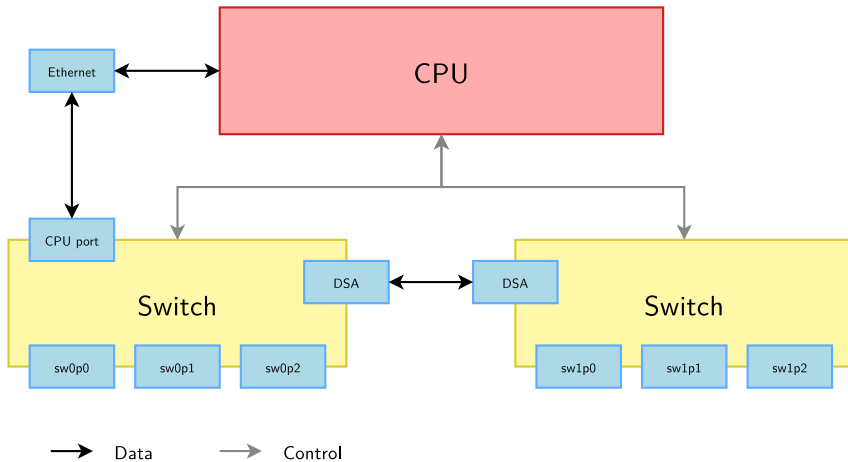 CPU
Ethernet
CPU port
DSA
DSA
Switch
Switch
sw0p0
sw0p1
sw0p2
sw1p0
sw1p1
sw1p2
Data
Control